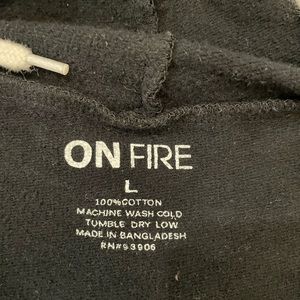 ON FIRE
L
100% COTTON
MACHINE WASH COLD
TUMBLE DRY LOW
MADE IN BANGLADESH
RN# 93906